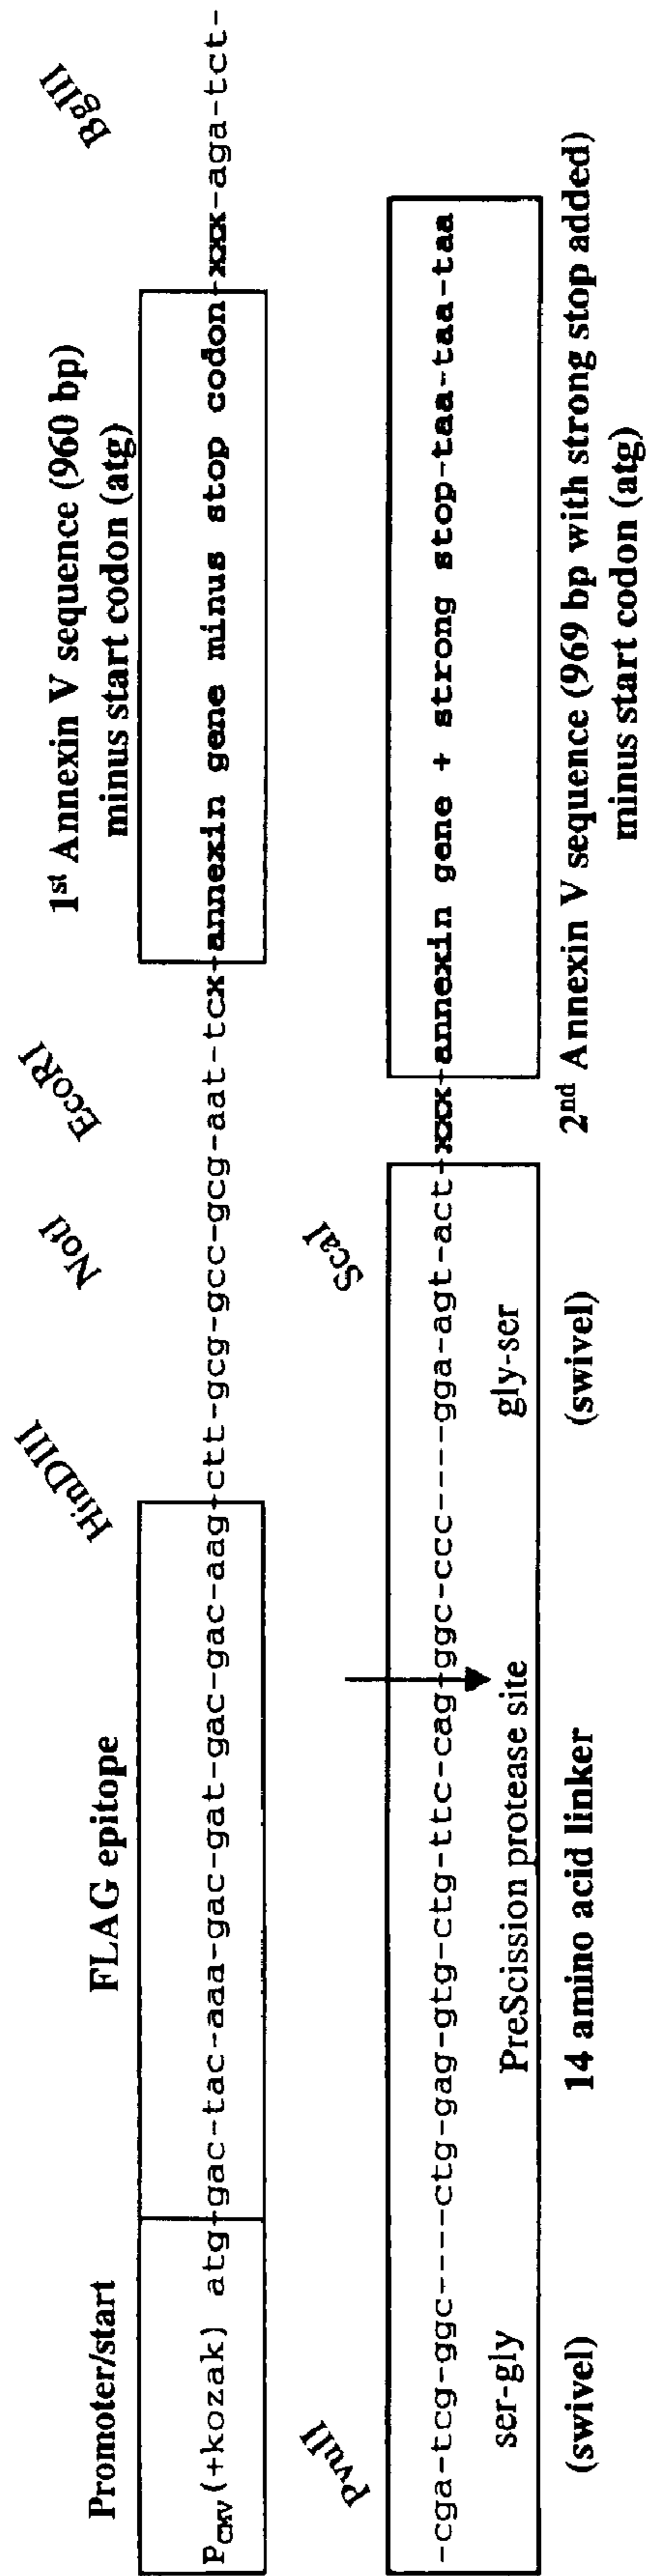 Promoter/start FLAG epitope HinDIII NotI EcoRI 1st Annexin V sequence (960 bp) BglII
minus start codon (atg)
PCMV(+kozak) atg-gac-tac-aaa-gac-gat-gac-gac-aag-ctt-gcg-gcc-gcg-aat-tcx-annexin gene minus stop codon-xxx-aga-tct-
PvuII ScaI
-cga-tcg-ggc----ctg-gag-gtg-ctg-ttc-cag-ggc-ccc----gga-agt-act-xxx-annexin gene + strong stop-taa-taa-taa
ser-gly PreScission protease site gly-ser
(swivel) 14 amino acid linker (swivel) 2nd Annexin V sequence (969 bp with strong stop added)
minus start codon (atg)